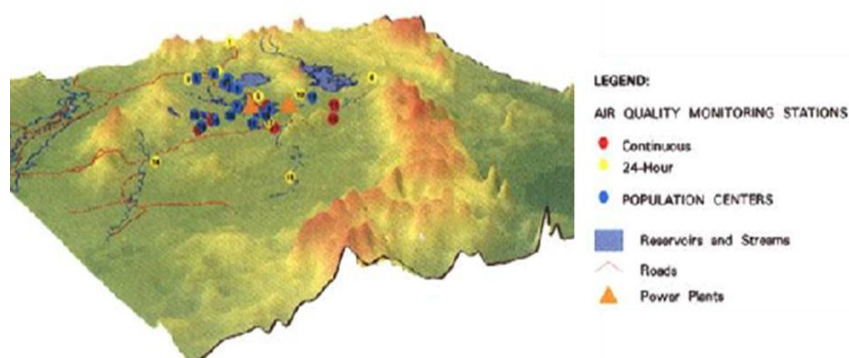 LEGEND:
AIR QUALITY MONITORING STATIONS
Continuous
24-Hour
POPULATION CENTERS
Reservoirs and Streams
Roads
Power Plants